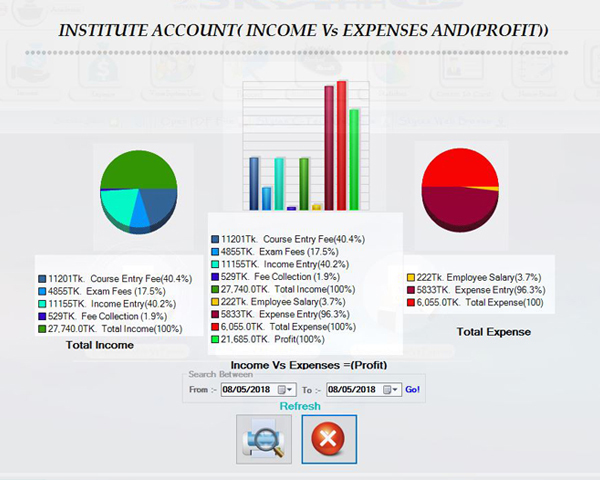 INSTITUTE ACCOUNT( INCOME Vs EXPENSES AND(PROFIT))
11201Tk. Course Entry Fee(40.4%)
4855TK. Exam Fees (17.5%)
11155TK. Income Entry(40.2%)
529TK. Fee Collection (1.9%)
27,740.0TK. Total Income(100%)
Total Income
11201Tk. Course Entry Fee(40.4%)
4855TK. Exam Fees (17.5%)
11155TK. Income Entry(40.2%)
529TK. Fee Collection (1.9%)
27,740.0TK. Total Income(100%)
222Tk. Employee Salary(3.7%)
5833TK. Expense Entry(96.3%)
6,055.0TK. Total Expense(100%)
21,685.0TK. Profit(100%)
Income Vs Expenses =(Profit)
222Tk. Employee Salary(3.7%)
5833TK. Expense Entry(96.3%)
6,055.0TK. Total Expense(100)
Total Expense
Search Between
From :- 08/05/2018 To :- 08/05/2018 Go!
Refresh